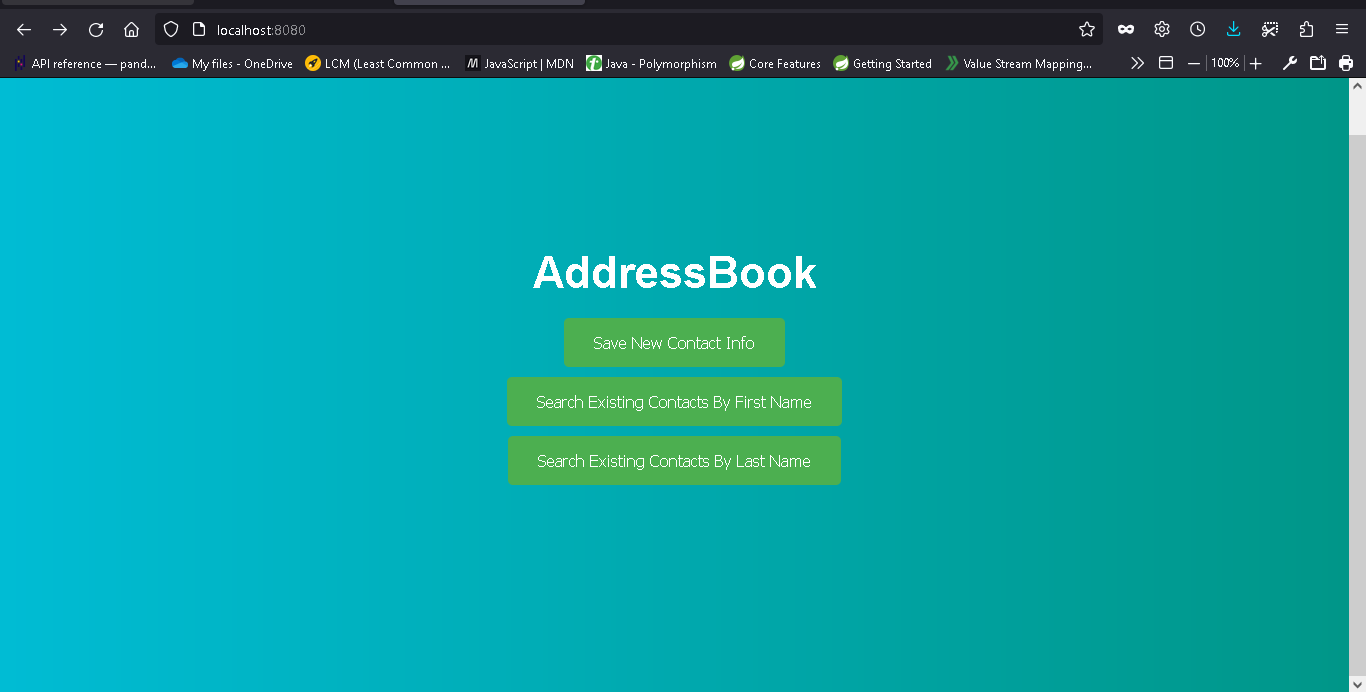 localhost:8080
API reference — pand... My files - OneDrive LCM (Least Common ... M JavaScript | MDN Java - Polymorphism Core Features Getting Started Value Stream Mapping... 100%
AddressBook
Save New Contact Info
Search Existing Contacts By First Name
Search Existing Contacts By Last Name